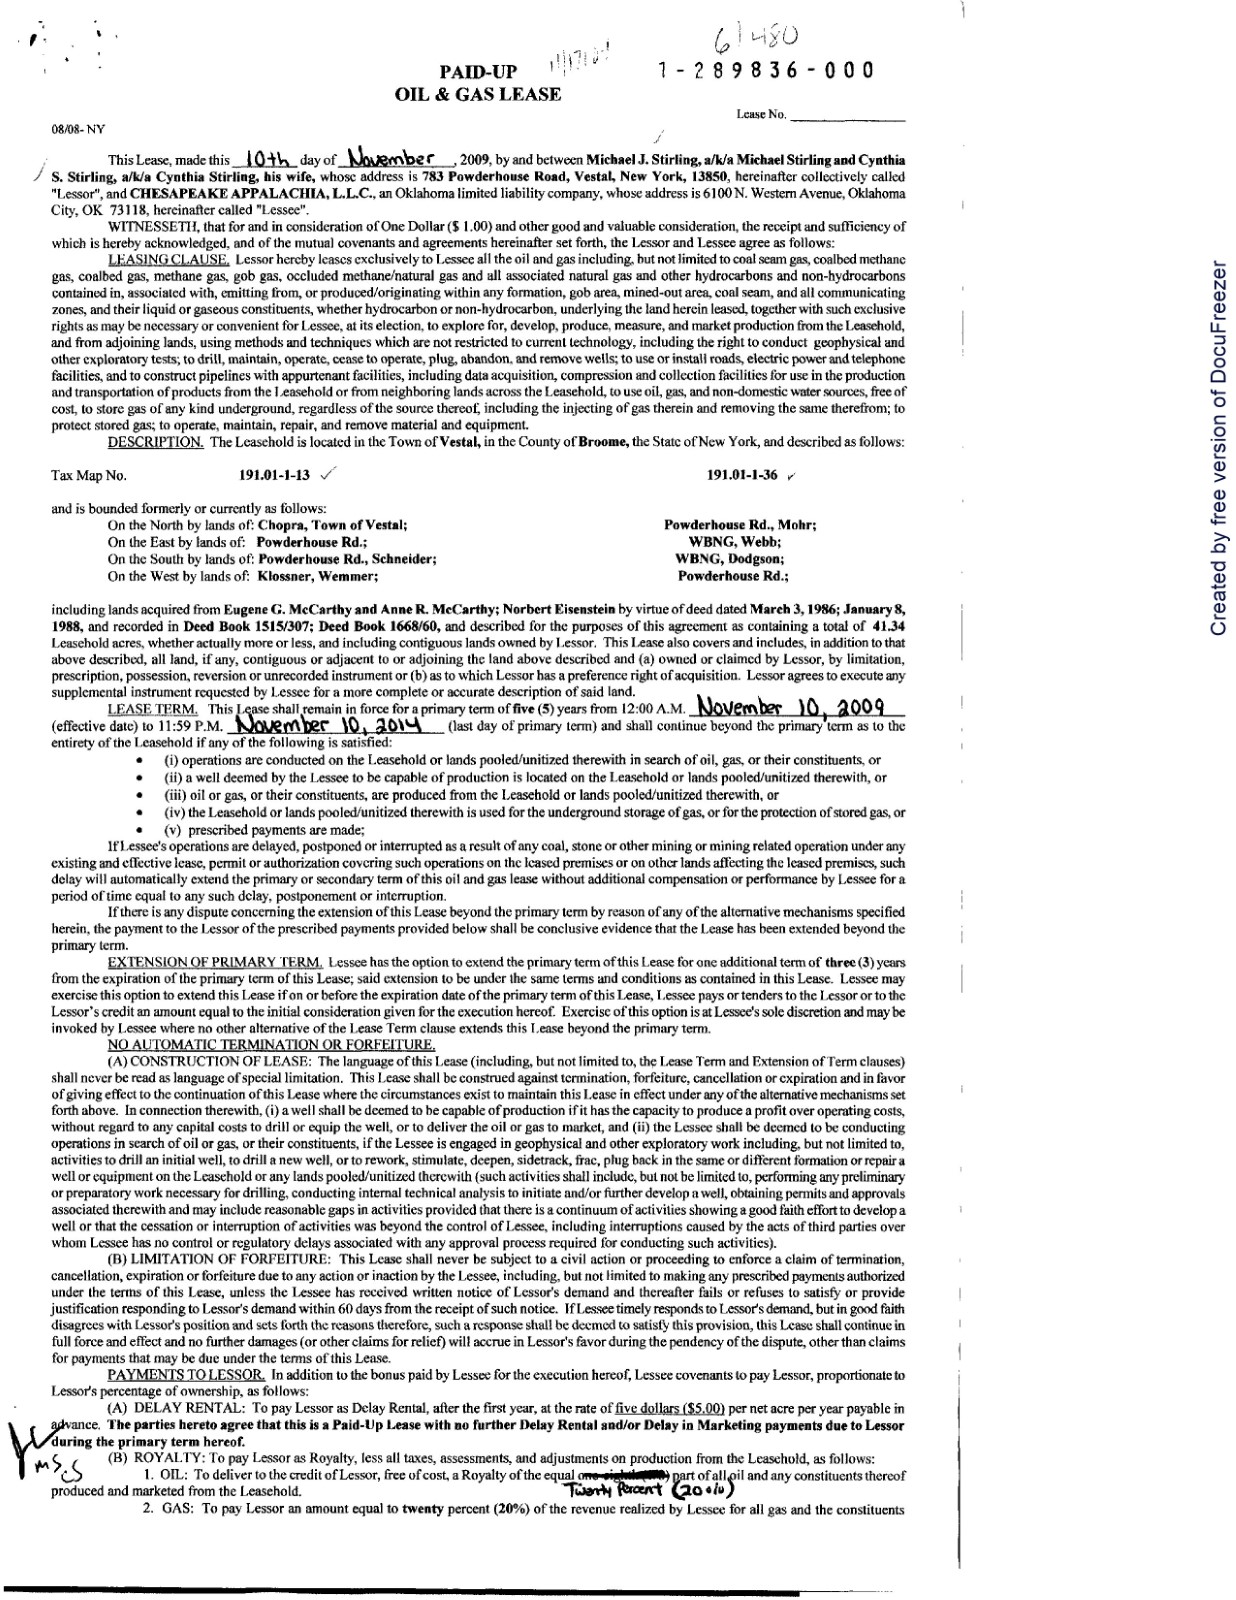 61480
PAID-UP
1-289836-000
OIL & GAS LEASE
Lease No.
08/08- NY
This Lease, made this 10th day of November, 2009, by and between Michael J. Stirling, a/k/a Michael Stirling and Cynthia
S. Stirling, a/k/a Cynthia Stirling, his wife, whose address is 783 Powderhouse Road, Vestal, New York, 13850, hereinafter collectively called
"Lessor", and CHESAPEAKE APPALACHIA, L.L.C., an Oklahoma limited liability company, whose address is 6100 N. Western Avenue, Oklahoma
City, OK 73118, hereinafter called "Lessee".
WITNESSETH, that for and in consideration of One Dollar ($ 1.00) and other good and valuable consideration, the receipt and sufficiency of
which is hereby acknowledged, and of the mutual covenants and agreements hereinafter set forth, the Lessor and Lessee agree as follows:
LEASING CLAUSE. Lessor hereby leases exclusively to Lessee all the oil and gas including, but not limited to coal seam gas, coalbed methane
gas, coalbed gas, methane gas, gob gas, occluded methane/natural gas and all associated natural gas and other hydrocarbons and non-hydrocarbons
contained in, associated with, emitting from, or produced/originating within any formation, gob area, mined-out area, coal seam, and all communicating
zones, and their liquid or gaseous constituents, whether hydrocarbon or non-hydrocarbon, underlying the land herein leased, together with such exclusive
rights as may be necessary or convenient for Lessee, at its election, to explore for, develop, produce, measure, and market production from the Leasehold,
and from adjoining lands, using methods and techniques which are not restricted to current technology, including the right to conduct geophysical and
other exploratory tests; to drill, maintain, operate, cease to operate, plug, abandon, and remove wells; to use or install roads, electric power and telephone
facilities, and to construct pipelines with appurtenant facilities, including data acquisition, compression and collection facilities for use in the production
and transportation of products from the Leasehold or from neighboring lands across the Leasehold, to use oil, gas, and non-domestic water sources, free of
cost, to store gas of any kind underground, regardless of the source thereof, including the injecting of gas therein and removing the same therefrom; to
protect stored gas; to operate, maintain, repair, and remove material and equipment.
DESCRIPTION. The Leasehold is located in the Town of Vestal, in the County of Broome, the State of New York, and described as follows:
Tax Map No. 191.01-1-13 191.01-1-36
and is bounded formerly or currently as follows:
On the North by lands of: Chopra, Town of Vestal; Powderhouse Rd., Mohr;
On the East by lands of: Powderhouse Rd.; WBNG, Webb;
On the South by lands of: Powderhouse Rd., Schneider; WBNG, Dodgson;
On the West by lands of: Klossner, Wemmer; Powderhouse Rd.;
including lands acquired from Eugene G. McCarthy and Anne R. McCarthy; Norbert Eisenstein by virtue of deed dated March 3, 1986; January 8,
1988, and recorded in Deed Book 1515/307; Deed Book 1668/60, and described for the purposes of this agreement as containing a total of 41.34
Leasehold acres, whether actually more or less, and including contiguous lands owned by Lessor. This Lease also covers and includes, in addition to that
above described, all land, if any, contiguous or adjacent to or adjoining the land above described and (a) owned or claimed by Lessor, by limitation,
prescription, possession, reversion or unrecorded instrument or (b) as to which Lessor has a preference right of acquisition. Lessor agrees to execute any
supplemental instrument requested by Lessee for a more complete or accurate description of said land.
LEASE TERM. This Lease shall remain in force for a primary term of five (5) years from 12:00 A.M. November 10, 2009
(effective date) to 11:59 P.M. November 10, 2014 (last day of primary term) and shall continue beyond the primary term as to the
entirety of the Leasehold if any of the following is satisfied:
• (i) operations are conducted on the Leasehold or lands pooled/unitized therewith in search of oil, gas, or their constituents, or
• (ii) a well deemed by the Lessee to be capable of production is located on the Leasehold or lands pooled/unitized therewith, or
• (iii) oil or gas, or their constituents, are produced from the Leasehold or lands pooled/unitized therewith, or
• (iv) the Leasehold or lands pooled/unitized therewith is used for the underground storage of gas, or for the protection of stored gas, or
• (v) prescribed payments are made;
If Lessee's operations are delayed, postponed or interrupted as a result of any coal, stone or other mining or mining related operation under any
existing and effective lease, permit or authorization covering such operations on the leased premises or on other lands affecting the leased premises, such
delay will automatically extend the primary or secondary term of this oil and gas lease without additional compensation or performance by Lessee for a
period of time equal to any such delay, postponement or interruption.
If there is any dispute concerning the extension of this Lease beyond the primary term by reason of any of the alternative mechanisms specified
herein, the payment to the Lessor of the prescribed payments provided below shall be conclusive evidence that the Lease has been extended beyond the
primary term.
EXTENSION OF PRIMARY TERM. Lessee has the option to extend the primary term of this Lease for one additional term of three (3) years
from the expiration of the primary term of this Lease; said extension to be under the same terms and conditions as contained in this Lease. Lessee may
exercise this option to extend this Lease if on or before the expiration date of the primary term of this Lease, Lessee pays or tenders to the Lessor or to the
Lessor's credit an amount equal to the initial consideration given for the execution hereof. Exercise of this option is at Lessee's sole discretion and may be
invoked by Lessee where no other alternative of the Lease Term clause extends this Lease beyond the primary term.
NO AUTOMATIC TERMINATION OR FORFEITURE.
(A) CONSTRUCTION OF LEASE: The language of this Lease (including, but not limited to, the Lease Term and Extension of Term clauses)
shall never be read as language of special limitation. This Lease shall be construed against termination, forfeiture, cancellation or expiration and in favor
of giving effect to the continuation of this Lease where the circumstances exist to maintain this Lease in effect under any of the alternative mechanisms set
forth above. In connection therewith, (i) a well shall be deemed to be capable of production if it has the capacity to produce a profit over operating costs,
without regard to any capital costs to drill or equip the well, or to deliver the oil or gas to market, and (ii) the Lessee shall be deemed to be conducting
operations in search of oil or gas, or their constituents, if the Lessee is engaged in geophysical and other exploratory work including, but not limited to,
activities to drill an initial well, to drill a new well, or to rework, stimulate, deepen, sidetrack, frac, plug back in the same or different formation or repair a
well or equipment on the Leasehold or any lands pooled/unitized therewith (such activities shall include, but not be limited to, performing any preliminary
or preparatory work necessary for drilling, conducting internal technical analysis to initiate and/or further develop a well, obtaining permits and approvals
associated therewith and may include reasonable gaps in activities provided that there is a continuum of activities showing a good faith effort to develop a
well or that the cessation or interruption of activities was beyond the control of Lessee, including interruptions caused by the acts of third parties over
whom Lessee has no control or regulatory delays associated with any approval process required for conducting such activities).
(B) LIMITATION OF FORFEITURE: This Lease shall never be subject to a civil action or proceeding to enforce a claim of termination,
cancellation, expiration or forfeiture due to any action or inaction by the Lessee, including, but not limited to making any prescribed payments authorized
under the terms of this Lease, unless the Lessee has received written notice of Lessor's demand and thereafter fails or refuses to satisfy or provide
justification responding to Lessor's demand within 60 days from the receipt of such notice. If Lessee timely responds to Lessor's demand, but in good faith
disagrees with Lessor's position and sets forth the reasons therefore, such a response shall be deemed to satisfy this provision, this Lease shall continue in
full force and effect and no further damages (or other claims for relief) will accrue in Lessor's favor during the pendency of the dispute, other than claims
for payments that may be due under the terms of this Lease.
PAYMENTS TO LESSOR. In addition to the bonus paid by Lessee for the execution hereof, Lessee covenants to pay Lessor, proportionate to
Lessor's percentage of ownership, as follows:
(A) DELAY RENTAL: To pay Lessor as Delay Rental, after the first year, at the rate of five dollars ($5.00) per net acre per year payable in
advance. The parties hereto agree that this is a Paid-Up Lease with no further Delay Rental and/or Delay in Marketing payments due to Lessor
during the primary term hereof.
(B) ROYALTY: To pay Lessor as Royalty, less all taxes, assessments, and adjustments on production from the Leasehold, as follows:
MS
CS
1. OIL: To deliver to the credit of Lessor, free of cost, a Royalty of the equal part of all oil and any constituents thereof
produced and marketed from the Leasehold. Twenty Percent (20%)
2. GAS: To pay Lessor an amount equal to twenty percent (20%) of the revenue realized by Lessee for all gas and the constituents
Created by free version of DocuFreezer